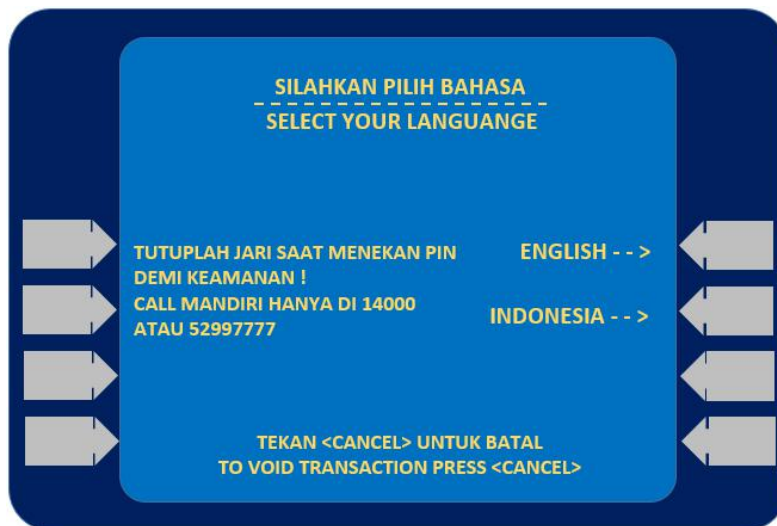 SILAHKAN PILIH BAHASA
SELECT YOUR LANGUANGE
TUTUPLAH JARI SAAT MENEKAN PIN
DEMI KEAMANAN !
CALL MANDIRI HANYA DI 14000
ATAU 52997777
ENGLISH - - >
INDONESIA - - >
TEKAN <CANCEL> UNTUK BATAL
TO VOID TRANSACTION PRESS <CANCEL>